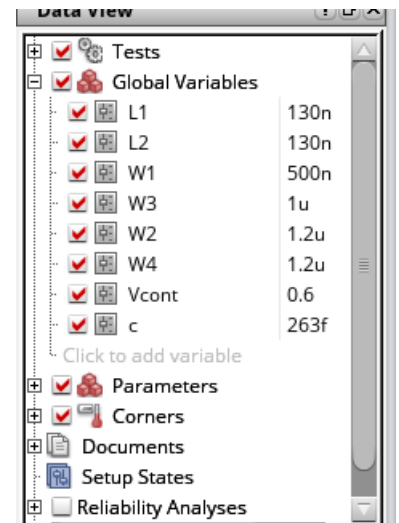 Data View
Tests
Global Variables
L1 130n
L2 130n
W1 500n
W3 1u
W2 1.2u
W4 1.2u
Vcont 0.6
c 263f
Click to add variable
Parameters
Corners
Documents
Setup States
Reliability Analyses